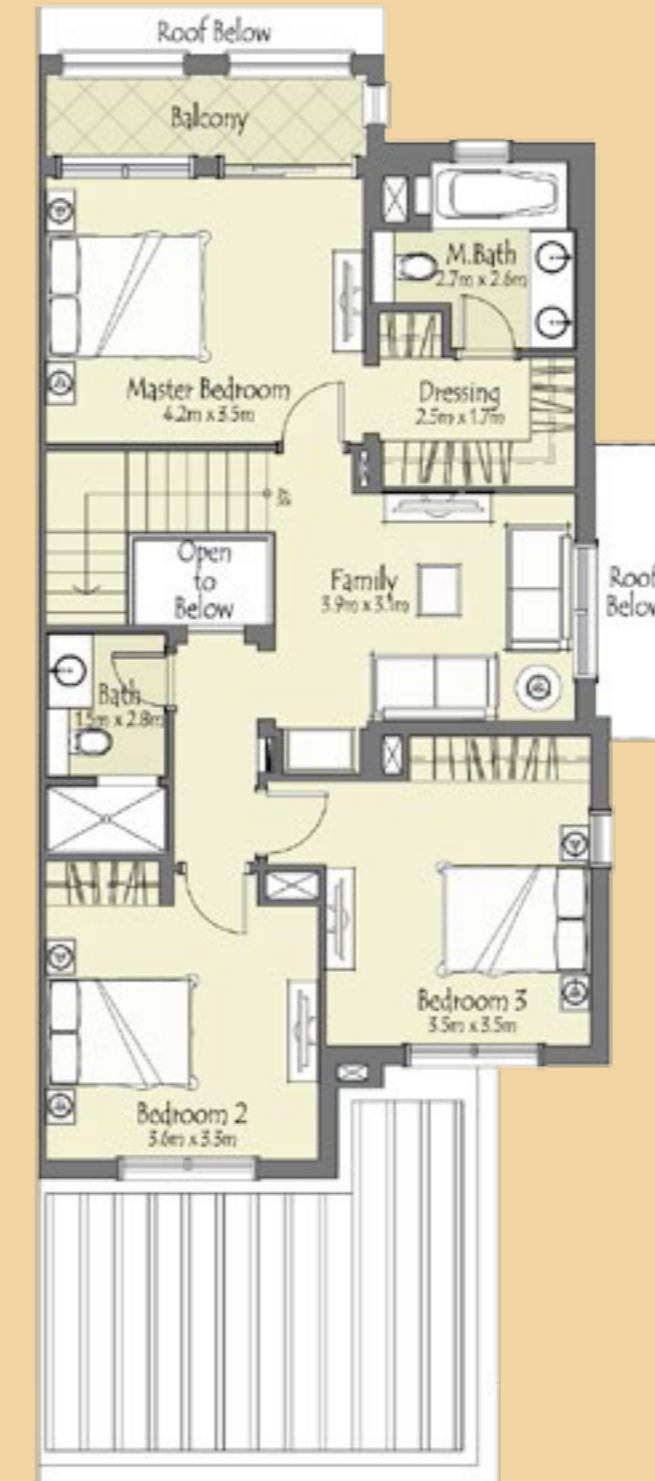 Roof Below
Balcony
M.Bath
2.7m x 2.6m
Master Bedroom
4.2m x 3.5m
Dressing
2.5m x 1.7m
Open
to
Below
Family
3.9m x 3.1m
Roof
Below
Bath
1.5m x 2.8m
Bedroom 3
3.5m x 3.5m
Bedroom 2
3.6m x 3.3m